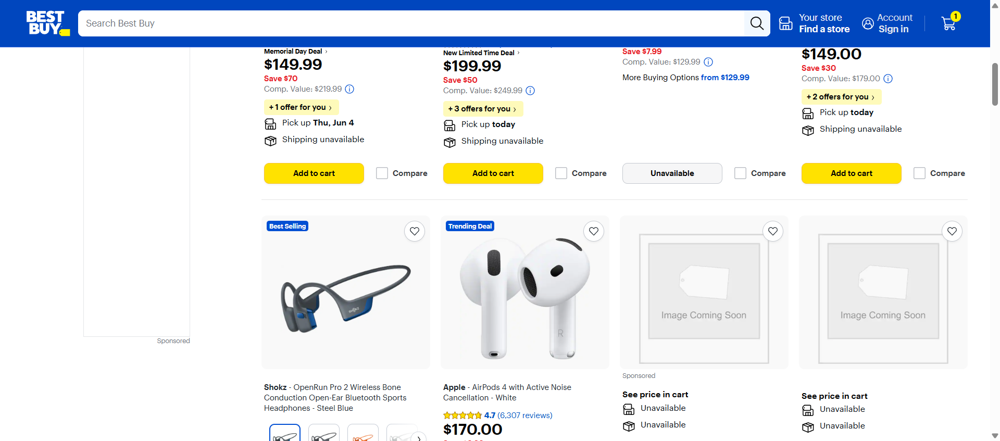 BEST
BUY
Search Best Buy
Your store
Find a store
Account
Sign in
1
Memorial Day Deal ›
$149.99
Save $70
Comp. Value: $219.99
+ 1 offer for you ›
Pick up Thu, Jun 4
Shipping unavailable
Add to cart
Compare
New Limited Time Deal ›
$199.99
Save $50
Comp. Value: $249.99
+ 3 offers for you ›
Pick up today
Shipping unavailable
Add to cart
Compare
Save $7.99
Comp. Value: $129.99
More Buying Options from $129.99
Unavailable
Compare
$149.00
Save $30
Comp. Value: $179.00
+ 2 offers for you ›
Pick up today
Shipping unavailable
Add to cart
Compare
Sponsored
Best Selling
SHOKZ
Shokz - OpenRun Pro 2 Wireless Bone
Conduction Open-Ear Bluetooth Sports
Headphones - Steel Blue
Trending Deal
R
Apple - AirPods 4 with Active Noise
Cancellation - White
4.7 (6,307 reviews)
$170.00
Image Coming Soon
Sponsored
See price in cart
Unavailable
Unavailable
Image Coming Soon
See price in cart
Unavailable
Unavailable